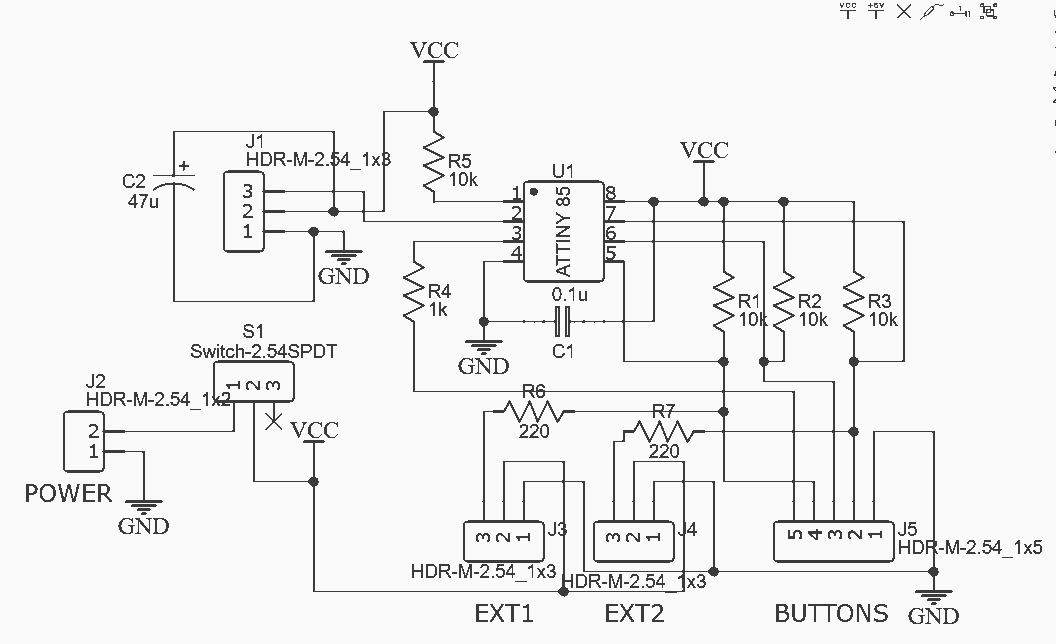 VCC +5V
VCC
J1
HDR-M-2.54_1x3
3
2
1
C2
47u
+
GND
R5
10k
U1
ATTINY 85
1
2
3
4
8
7
6
5
VCC
R4
1k
0.1u
C1
GND
R1
10k
R2
10k
R3
10k
S1
Switch-2.54SPDT
1 2 3
J2
HDR-M-2.54_1x2
2
1
POWER
GND
VCC
R6
220
R7
220
3 2 1
J3
HDR-M-2.54_1x3
EXT1
3 2 1
J4
HDR-M-2.54_1x3
EXT2
5 4 3 2 1
J5
HDR-M-2.54_1x5
BUTTONS
GND